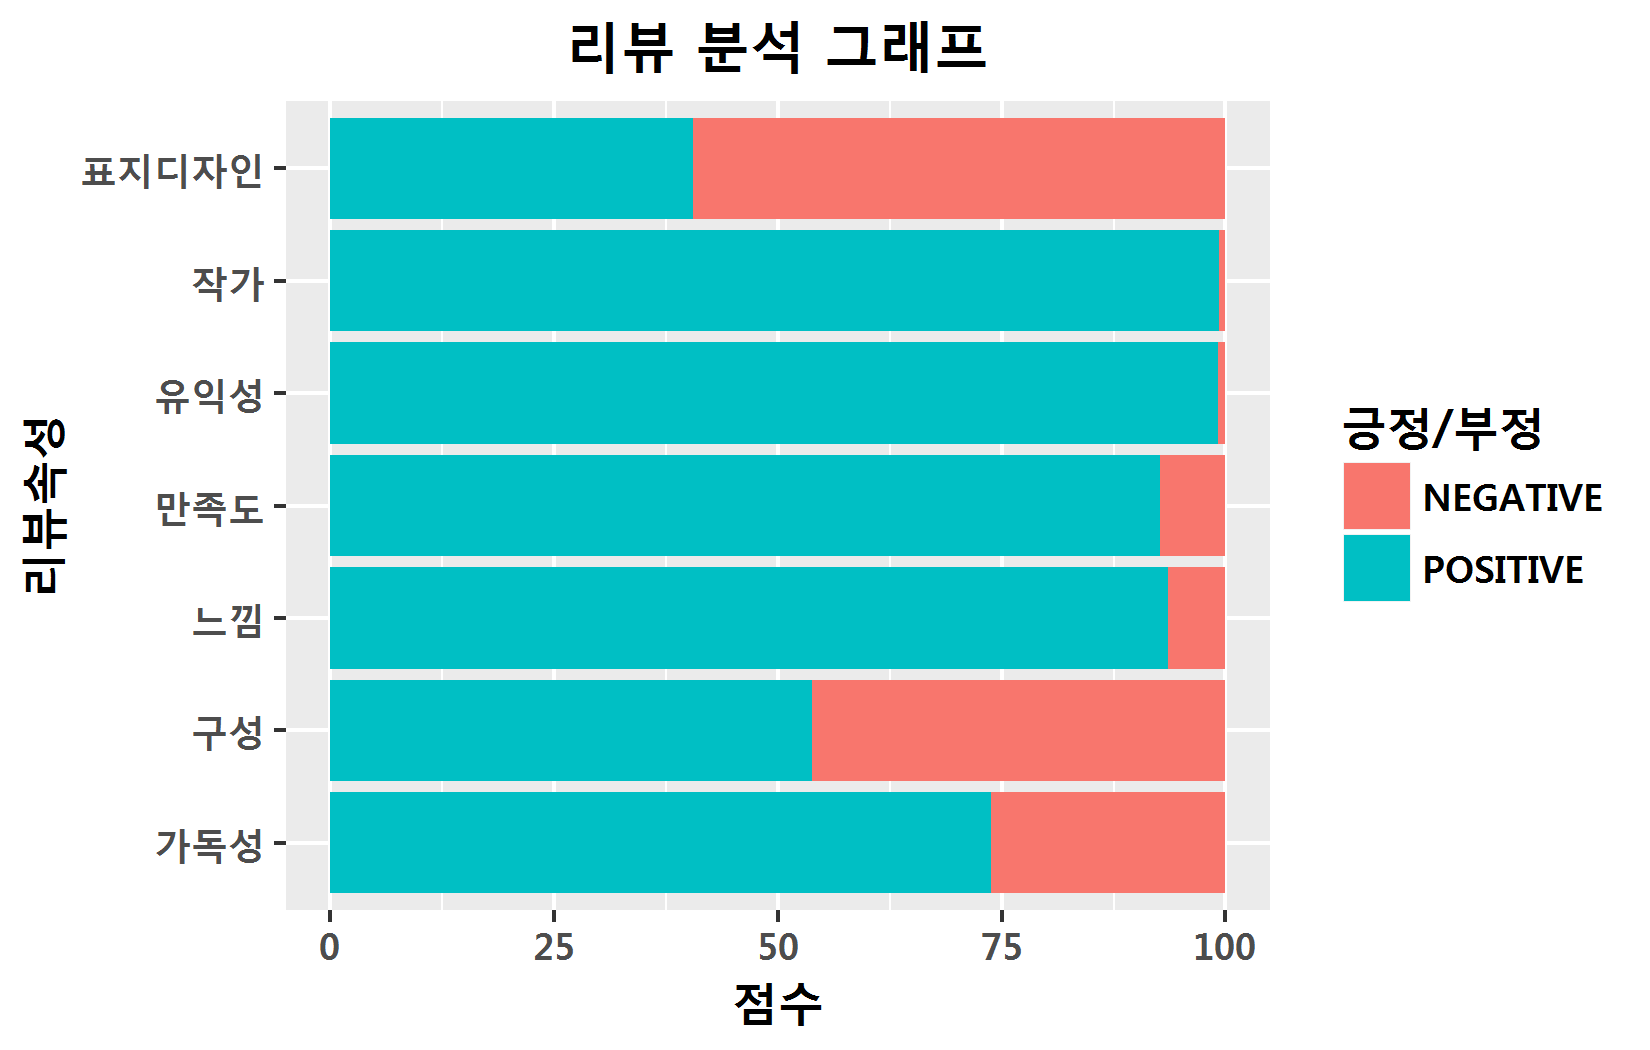 리뷰 분석 그래프
리뷰속성
표지디자인
작가
유익성
만족도
느낌
구성
가독성
0 25 50 75 100
점수
긍정/부정
NEGATIVE
POSITIVE